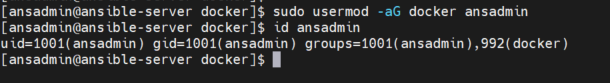 [ansadmin@ansible-server docker]$ sudo usermod -aG docker ansadmin
[ansadmin@ansible-server docker]$ id ansadmin
uid=1001(ansadmin) gid=1001(ansadmin) groups=1001(ansadmin),992(docker)
[ansadmin@ansible-server docker]$